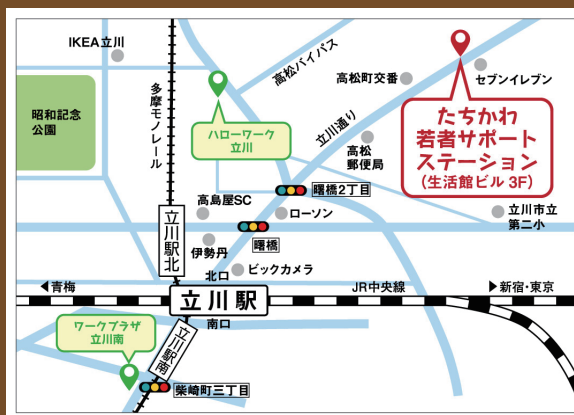 IKEA立川
高松バイパス
高松町交番
セブンイレブン
昭和記念
公園
多摩モノレール
ハローワーク
立川
立川通り
高松
郵便局
たちかわ
若者サポート
ステーション
(生活館ビル 3F)
曙橋2丁目
高島屋SC
ローソン
立川市立
第二小
立川駅北
曙橋
伊勢丹
北口
ビックカメラ
◀青梅
立川駅
JR中央線
▶新宿・東京
南口
ワークプラザ
立川南
立川駅南
柴崎町三丁目